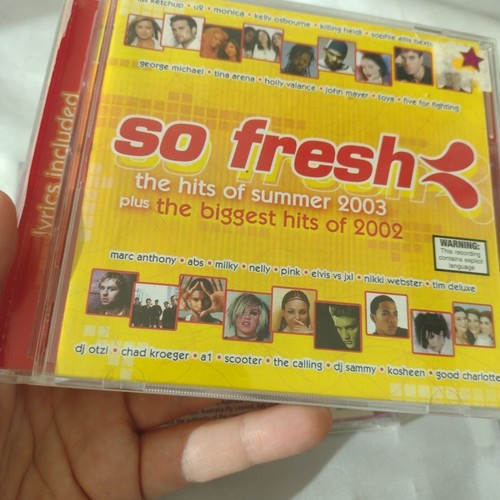 ketchup • u2 • monica • kelly osbourne • killing heidi • sophie ellis bextor
george michael • tina arena • holly valance • john mayer • toya • five for fighting
so fresh
the hits of summer 2003
plus the biggest hits of 2002
WARNING:
This recording
contains explicit
language
marc anthony • abs • milky • nelly • pink • elvis vs jxl • nikki webster • tim deluxe
dj otzi • chad kroeger • a1 • scooter • the calling • dj sammy • kosheen • good charlotte
lyrics included